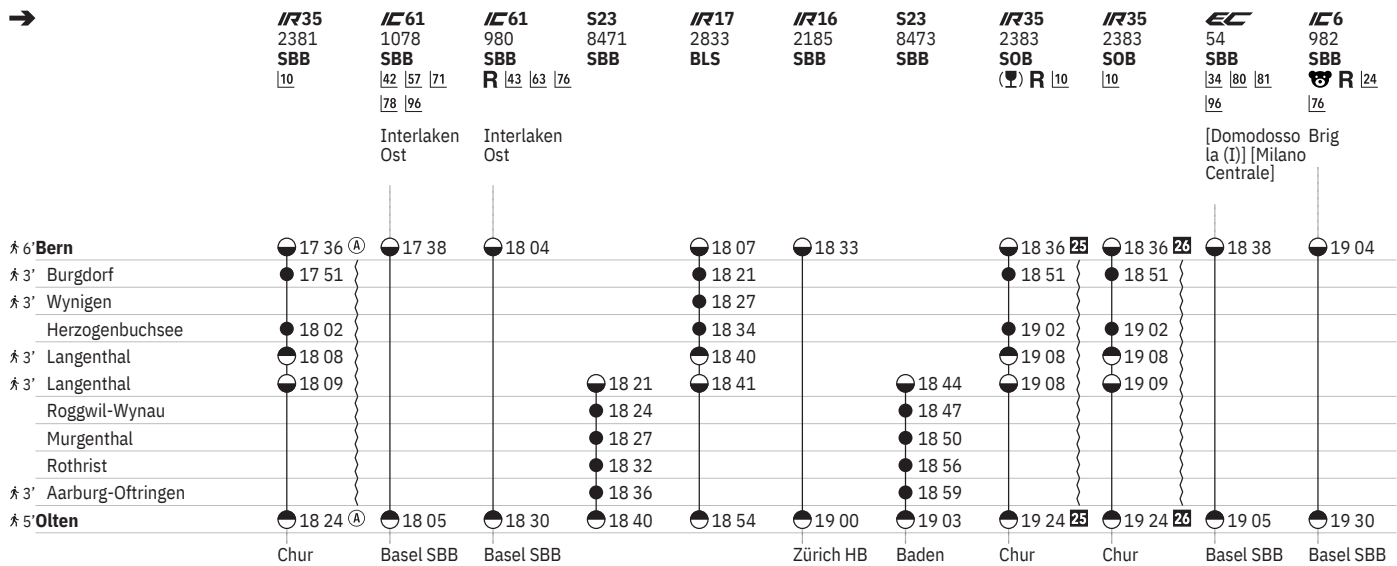 IR35 IC61 IC61 S23 IR17 IR16 S23 IR35 IR35 EC IC6
2381 1078 980 8471 2833 2185 8473 2383 2383 54 982
SBB SBB SBB SBB BLS SBB SBB SOB SOB SBB SBB
10 42 57 71 R 43 63 76 R 10 10 34 80 81 R 24
78 96 96 76
Interlaken Interlaken [Domodosso Brig
Ost Ost la (I)] [Milano
Centrale]
6' Bern 17 36 A 17 38 18 04 18 07 18 33 18 36 25 18 36 26 18 38 19 04
3' Burgdorf 17 51 18 21 18 51 18 51
3' Wynigen 18 27
Herzogenbuchsee 18 02 18 34 19 02 19 02
3' Langenthal 18 08 18 40 19 08 19 08
3' Langenthal 18 09 18 21 18 41 18 44 19 08 19 09
Roggwil-Wynau 18 24 18 47
Murgenthal 18 27 18 50
Rothrist 18 32 18 56
3' Aarburg-Oftringen 18 36 18 59
5' Olten 18 24 A 18 05 18 30 18 40 18 54 19 00 19 03 19 24 25 19 24 26 19 05 19 30
Chur Basel SBB Basel SBB Zürich HB Baden Chur Chur Basel SBB Basel SBB